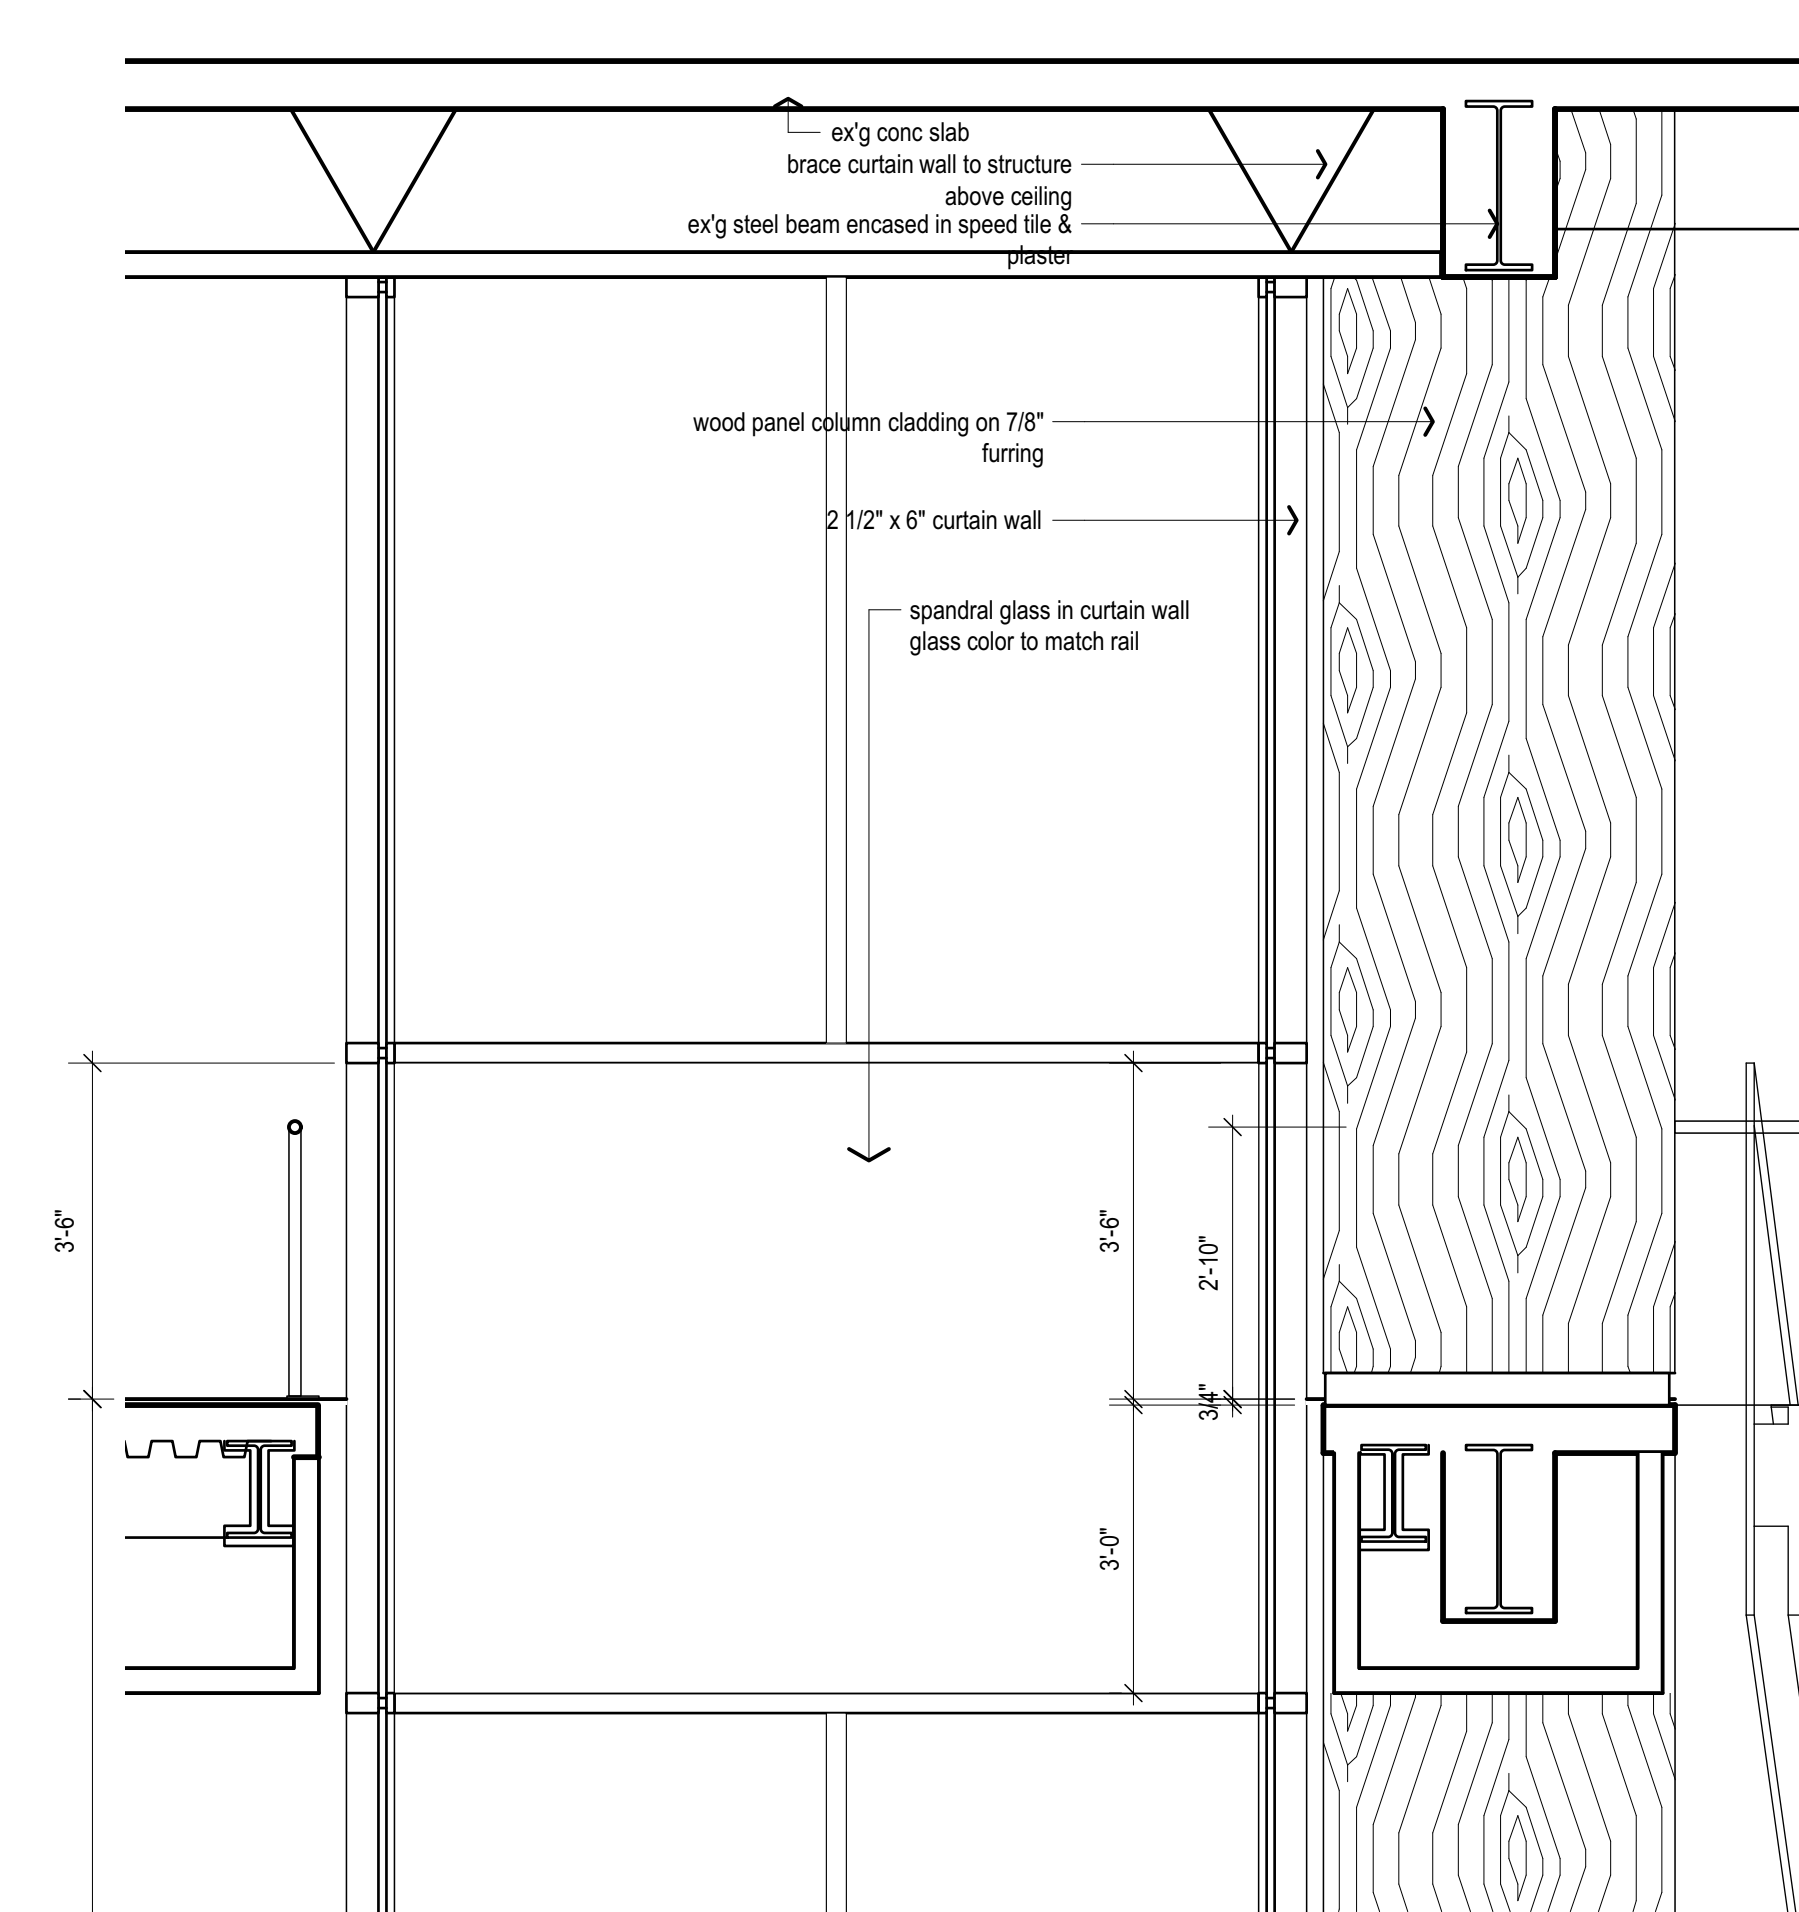 ex'g conc slab
brace curtain wall to structure
above ceiling
ex'g steel beam encased in speed tile &
plaster
wood panel column cladding on 7/8"
furring
2 1/2" x 6" curtain wall
spandral glass in curtain wall
glass color to match rail
3'-6"
3'-6"
2'-10"
3/4"
3'-0"